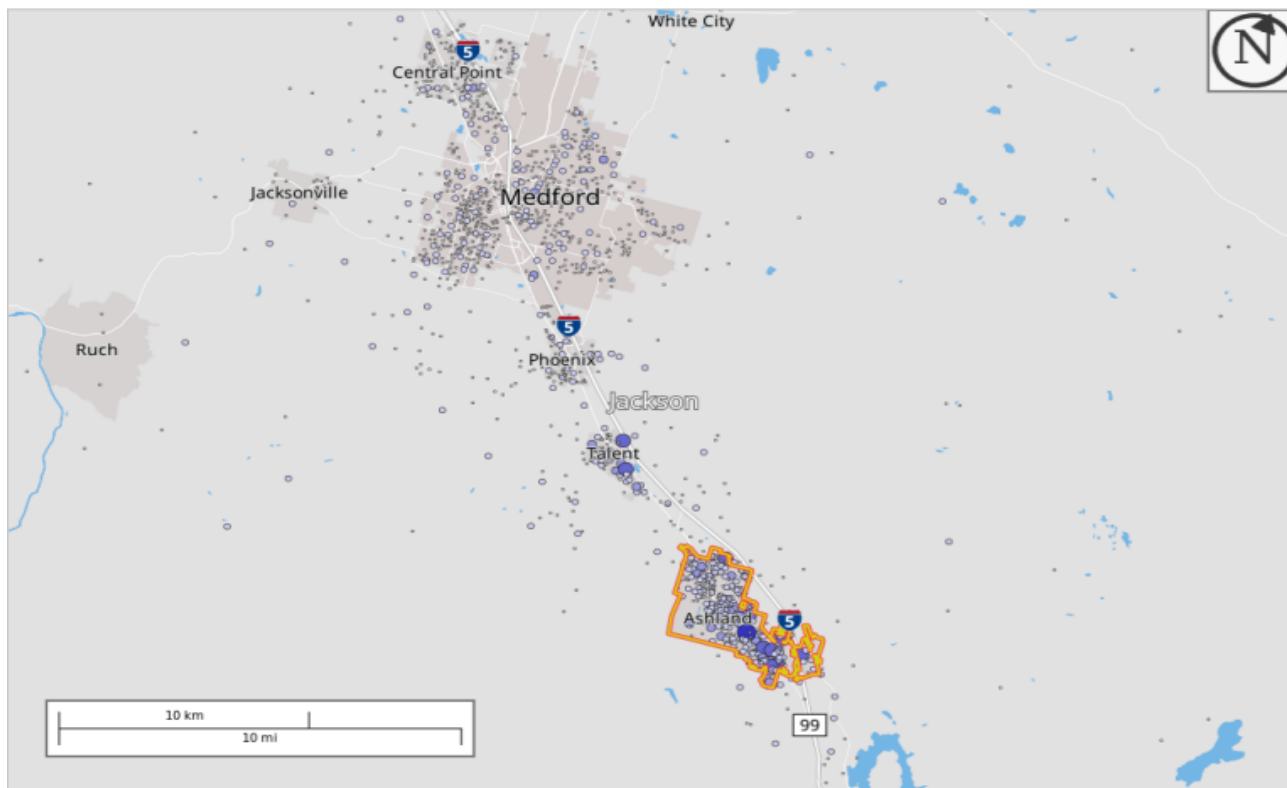 White City
N
5
Central Point
Jacksonville
Medford
5
Ruch
Phoenix
Jackson
Talent
Ashland
5
10 km
99
10 mi